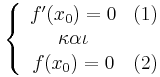 f′(x₀) = 0 (1)
και
f(x₀) = 0 (2)